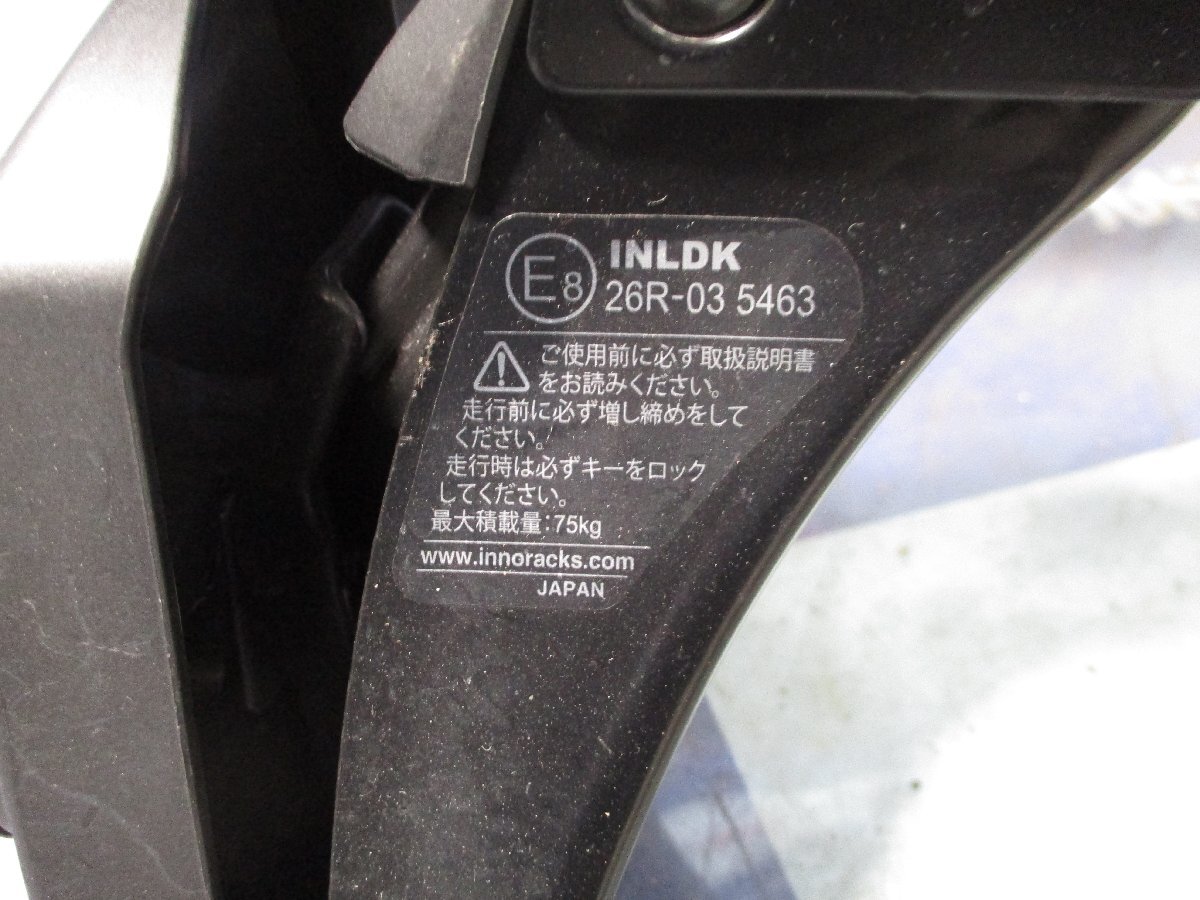 E8
INLDK
26R-03 5463
ご使用前に必ず取扱説明書
をお読みください。
走行前に必ず増し締めをして
ください。
走行時は必ずキーをロック
してください。
最大積載量:75kg
www.innoracks.com
JAPAN